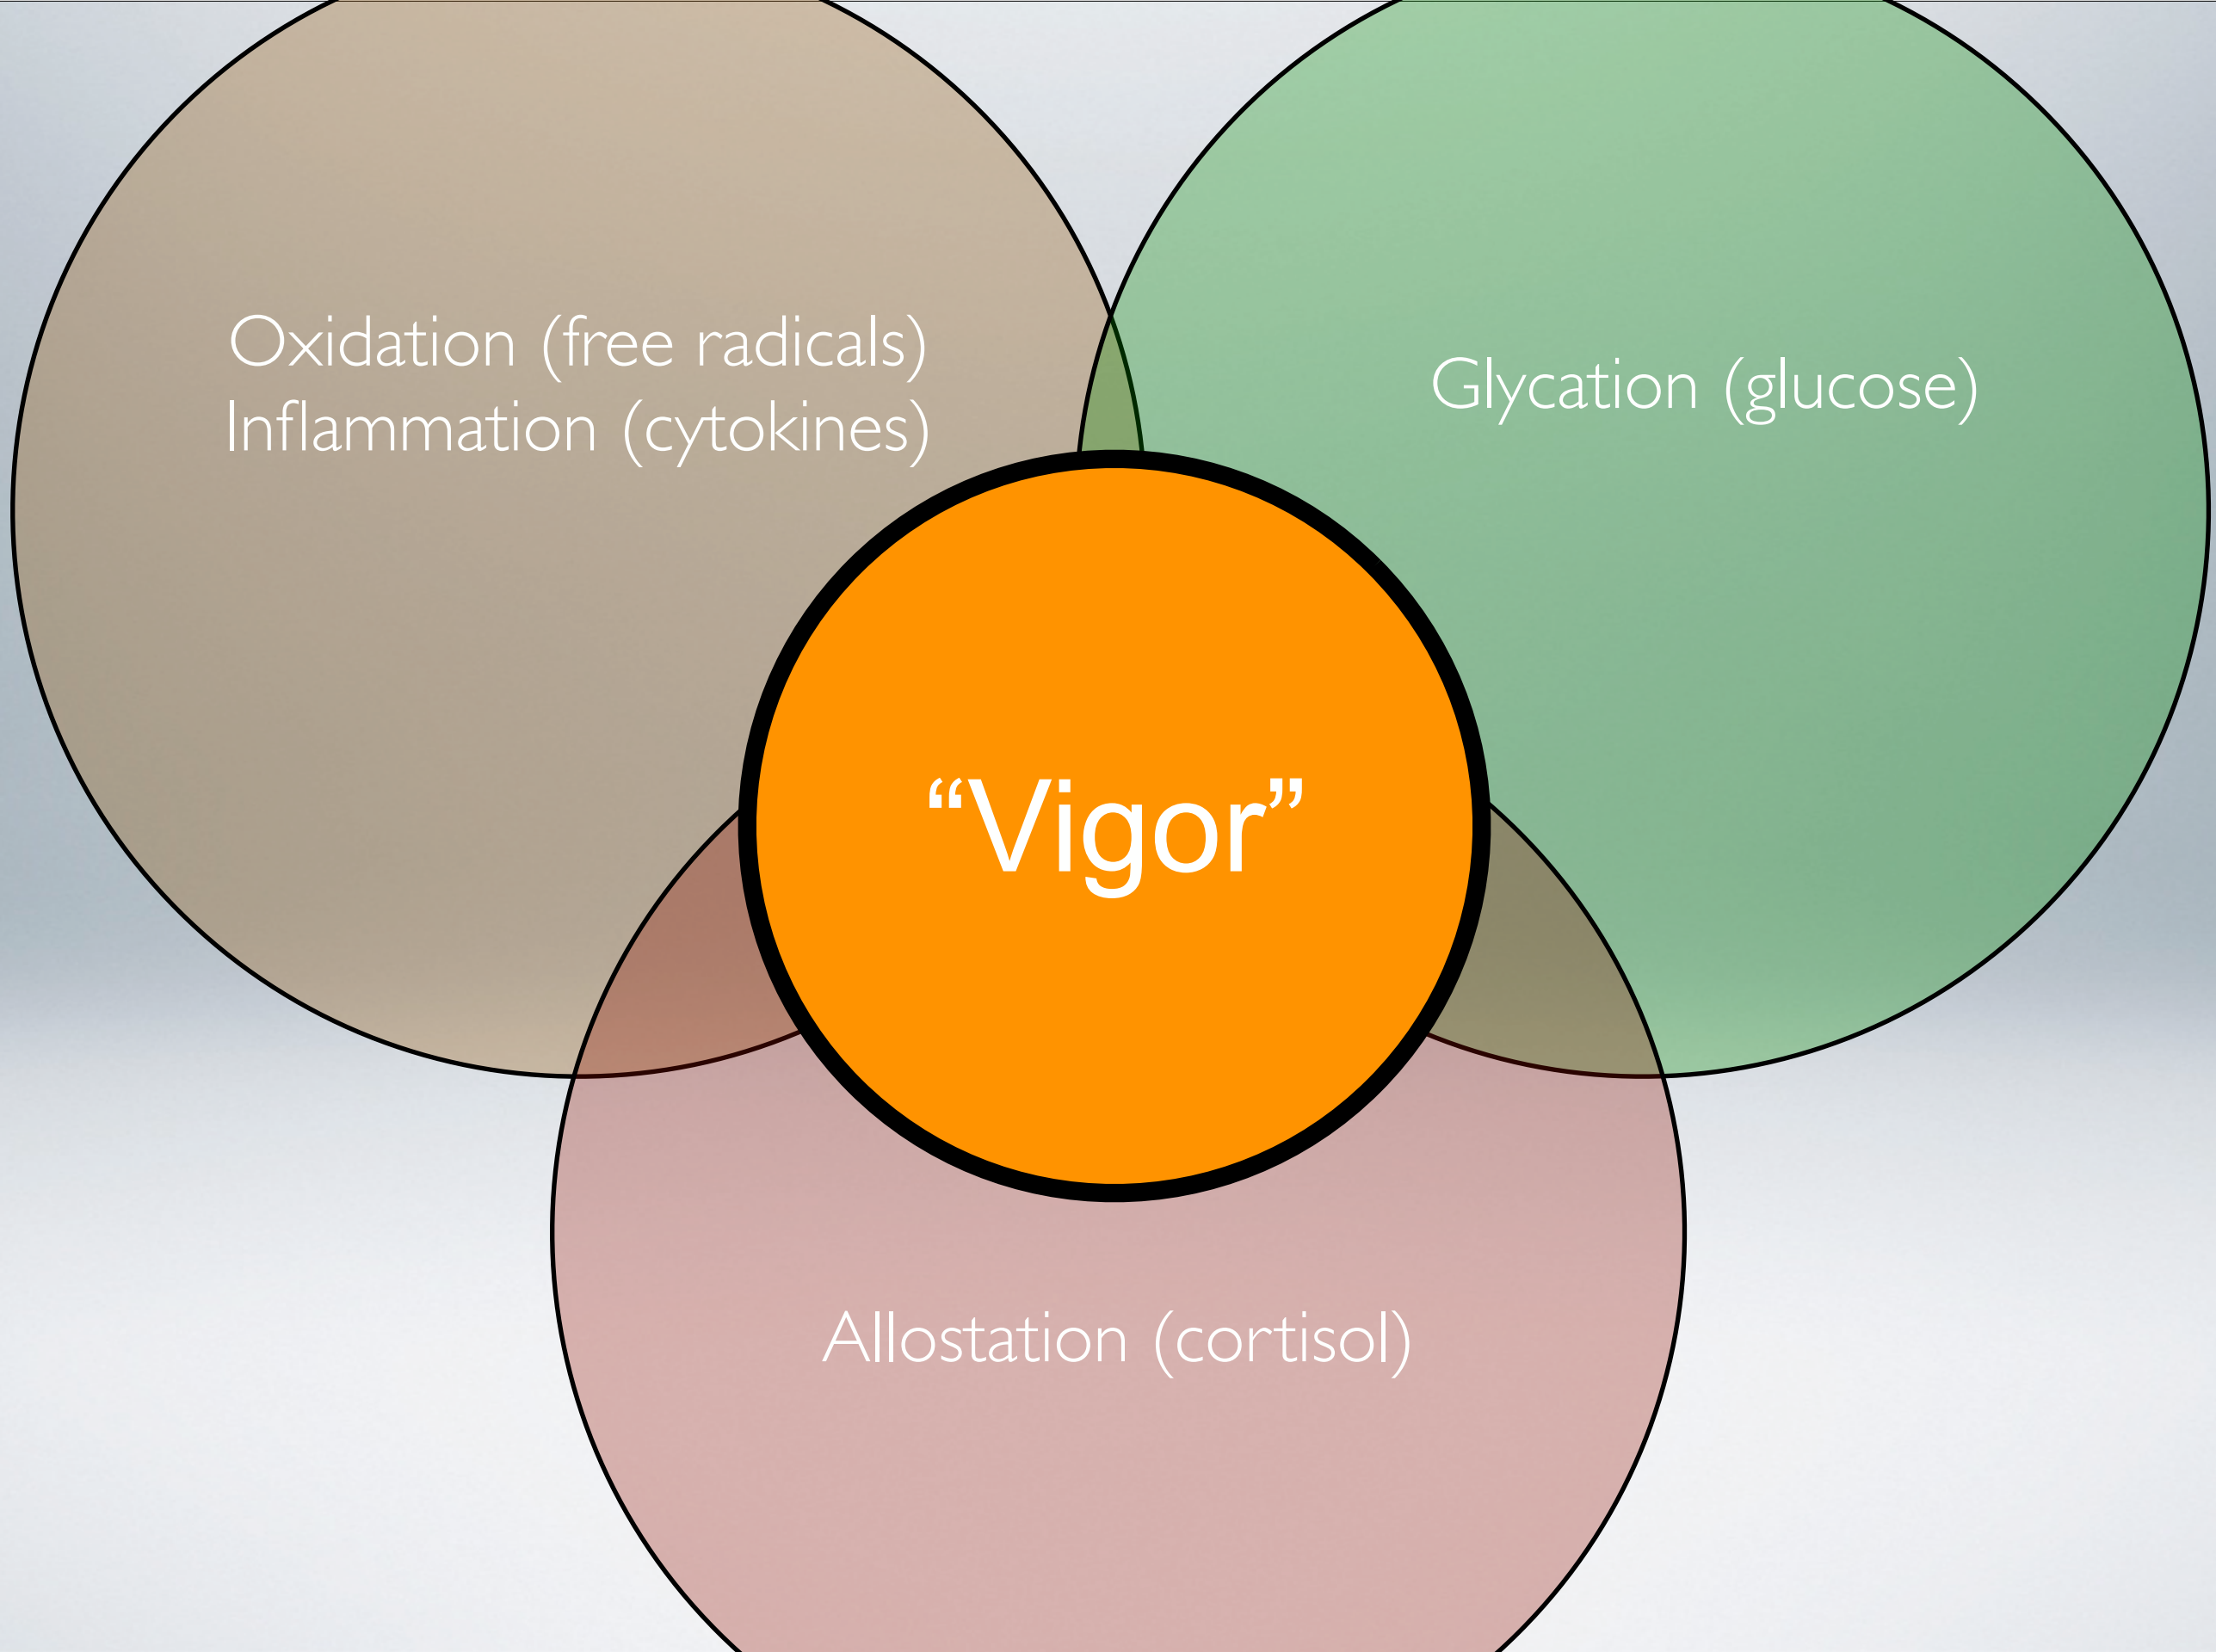 Oxidation (free radicals)
Inflammation (cytokines)
Glycation (glucose)
“Vigor”
Allostation (cortisol)